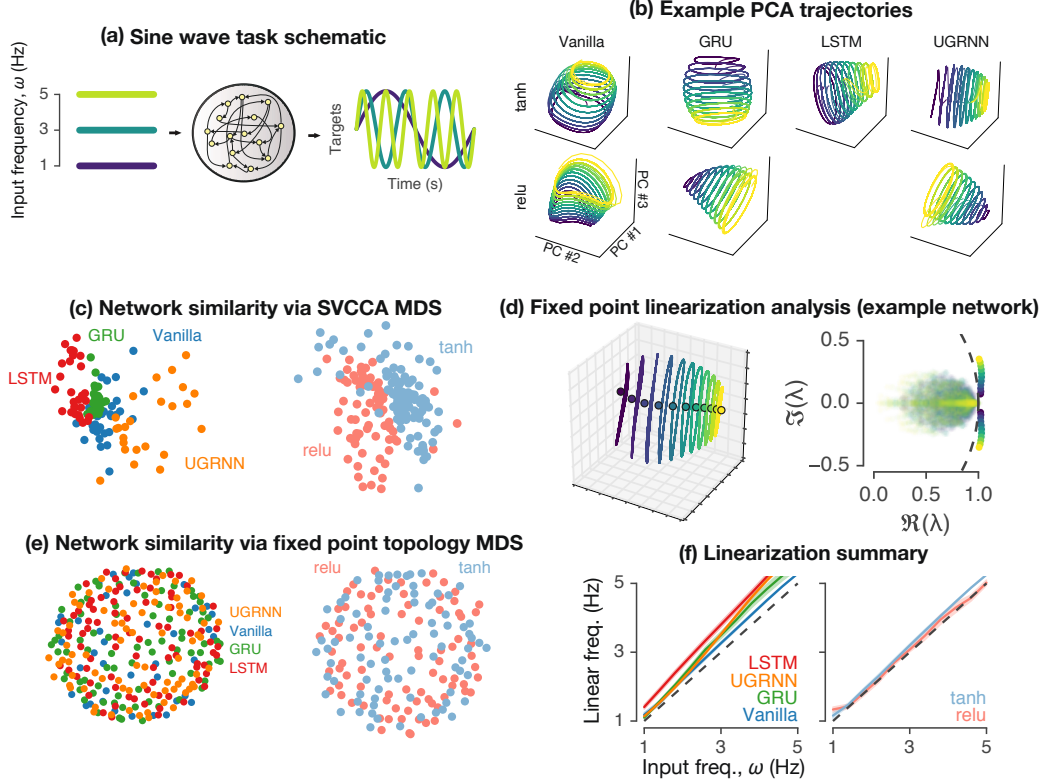 (a) Sine wave task schematic
Input frequency, ω (Hz)
5
3
1
Targets
Time (s)
(b) Example PCA trajectories
Vanilla
GRU
LSTM
UGRNN
tanh
relu
PC #3
PC #2
PC #1
(c) Network similarity via SVCCA MDS
GRU
Vanilla
LSTM
UGRNN
tanh
relu
(d) Fixed point linearization analysis (example network)
ℑ(λ)
0.5
0.0
−0.5
0.0
0.5
1.0
ℜ(λ)
(e) Network similarity via fixed point topology MDS
UGRNN
Vanilla
GRU
LSTM
relu
tanh
(f) Linearization summary
Linear freq. (Hz)
5
3
1
LSTM
UGRNN
GRU
Vanilla
1
3
5
Input freq., ω (Hz)
tanh
relu
1
3
5